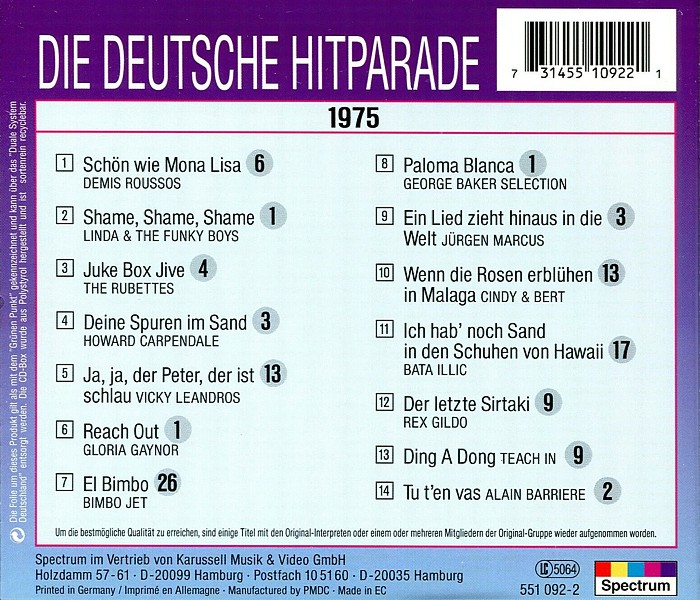 DIE DEUTSCHE HITPARADE
7 31455 10922 1
1975
1 Schön wie Mona Lisa 6
DEMIS ROUSSOS
2 Shame, Shame, Shame 1
LINDA & THE FUNKY BOYS
3 Juke Box Jive 4
THE RUBETTES
4 Deine Spuren im Sand 3
HOWARD CARPENDALE
5 Ja, ja, der Peter, der ist 13
schlau VICKY LEANDROS
6 Reach Out 1
GLORIA GAYNOR
7 El Bimbo 26
BIMBO JET
8 Paloma Blanca 1
GEORGE BAKER SELECTION
9 Ein Lied zieht hinaus in die 3
Welt JÜRGEN MARCUS
10 Wenn die Rosen erblühen 13
in Malaga CINDY & BERT
11 Ich hab' noch Sand
in den Schuhen von Hawaii 17
BATA ILLIC
12 Der letzte Sirtaki 9
REX GILDO
13 Ding A Dong TEACH IN 9
14 Tu t'en vas ALAIN BARRIERE 2
Um die bestmögliche Qualität zu erreichen, sind einige Titel mit den Original-Interpreten oder einem oder mehreren Mitgliedern der Original-Gruppe wieder aufgenommen worden.
Die Folie um dieses Produkt gilt als mit dem "Grünen Punkt" gekennzeichnet und kann über das "Duale System
Deutschland" entsorgt werden. Die CD-Box wurde aus Polystyrol hergestellt und ist sortenrein recyclebar.
Spectrum im Vertrieb von Karussell Musik & Video GmbH
Holzdamm 57-61 · D-20099 Hamburg · Postfach 10 51 60 · D-20035 Hamburg
Printed in Germany / Imprimé en Allemagne - Manufactured by PMDC - Made in EC
LC 5064
551 092-2
Spectrum